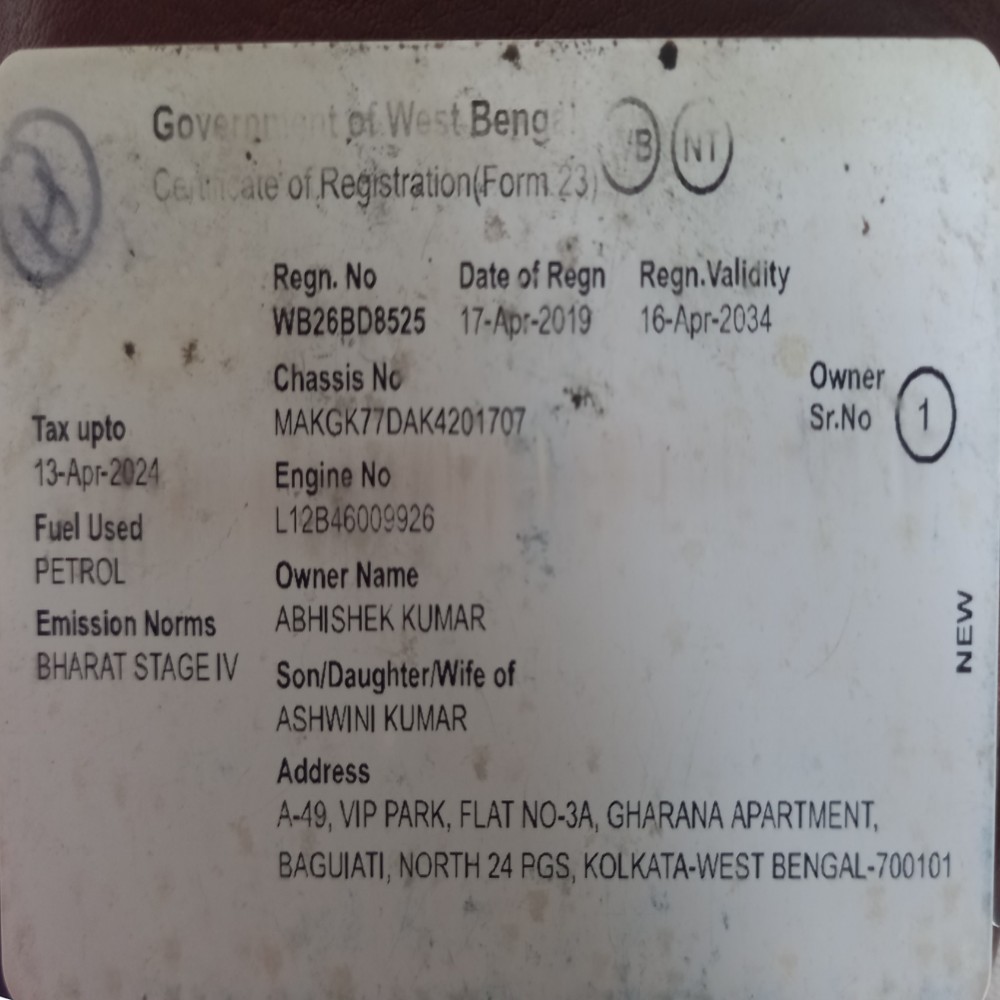 Government of West Bengal
Certificate of Registration(Form 23)
WB NT
Regn. No Date of Regn Regn.Validity
WB26BD8525 17-Apr-2019 16-Apr-2034
Chassis No
MAKGK77DAK4201707
Owner
Sr.No 1
Tax upto
13-Apr-2024
Engine No
L12B46009926
Fuel Used
PETROL
Owner Name
ABHISHEK KUMAR
Emission Norms
BHARAT STAGE IV
Son/Daughter/Wife of
ASHWINI KUMAR
NEW
Address
A-49, VIP PARK, FLAT NO-3A, GHARANA APARTMENT,
BAGUIATI, NORTH 24 PGS, KOLKATA-WEST BENGAL-700101